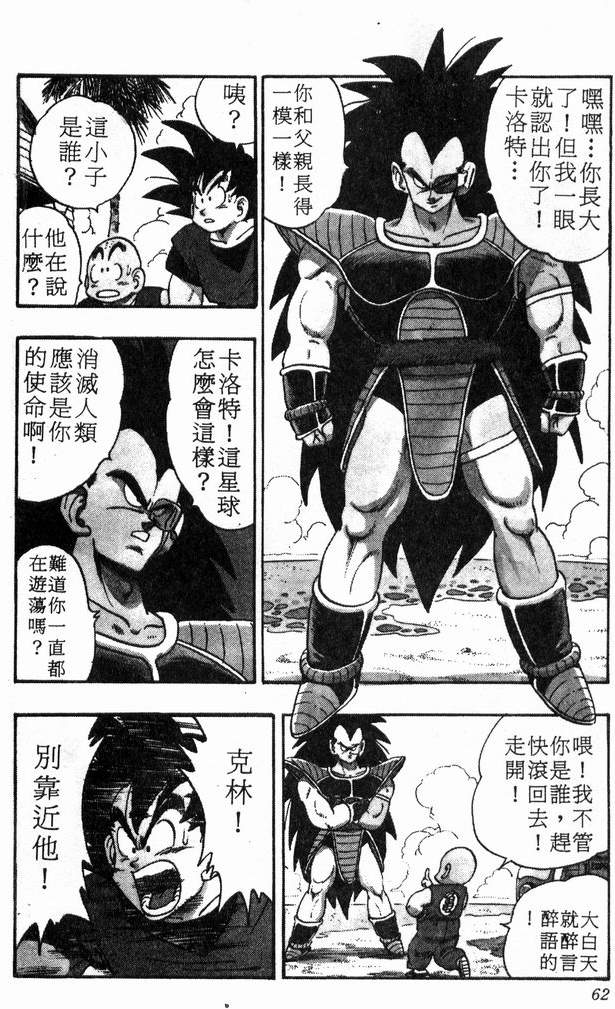 嘿嘿…你長大
了！但我一眼
就認出你了！
卡洛特…
你和父親長得
一模一樣！
咦？
這小子
是誰？
他在說
什麼？
卡洛特！這星球
怎麼會這樣？
消滅人類
應該是你
的使命啊！
難道你一直都
在遊蕩嗎？
喂！我不管
你是誰，趕
快滾回去！
走開！
大白天
就醉言
醉語的
！
克林！
別靠近他！
62